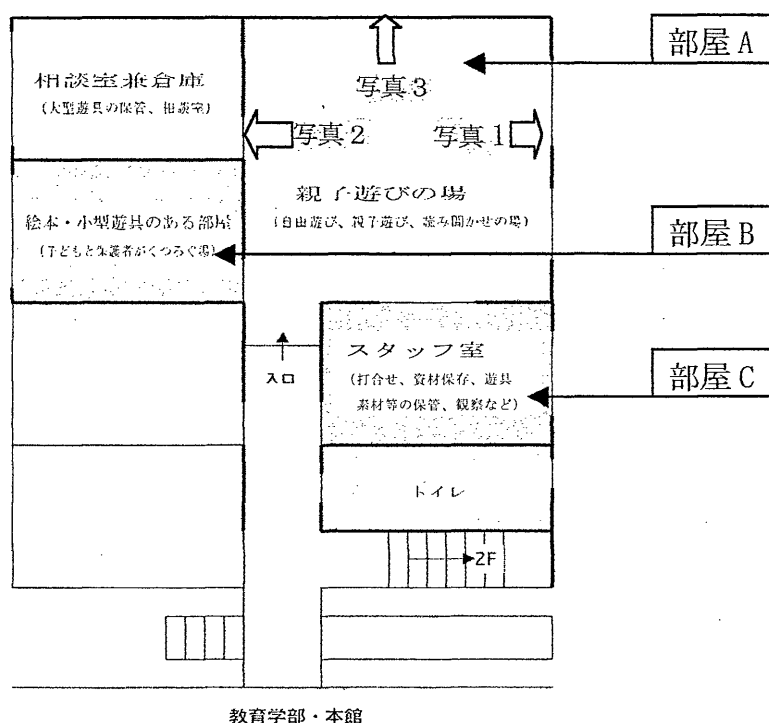 部屋A
相談室兼倉庫
(大型遊具の保管、相談室)
写真3
写真2
写真1
親子遊びの場
(自由遊び、親子遊び、読み聞かせの場)
絵本・小型遊具のある部屋
(子どもと保護者がくつろぐ場)
部屋B
入口
スタッフ室
(打合せ、資材保存、遊具
素材等の保管、観察など)
部屋C
トイレ
2F
教育学部・本館